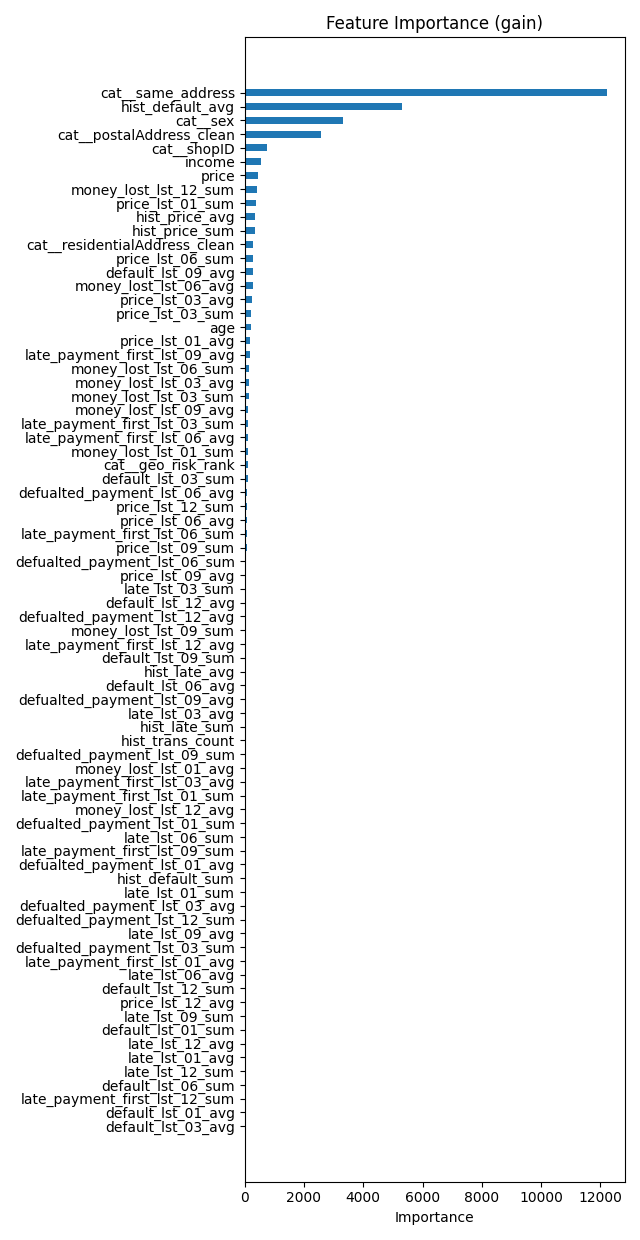 Feature Importance (gain)
cat__same_address
hist_default_avg
cat__sex
cat__postalAddress_clean
cat__shopID
income
price
money_lost_lst_12_sum
price_lst_01_sum
hist_price_avg
hist_price_sum
cat__residentialAddress_clean
price_lst_06_sum
default_lst_09_avg
money_lost_lst_06_avg
price_lst_03_avg
price_lst_03_sum
age
price_lst_01_avg
late_payment_first_lst_09_avg
money_lost_lst_06_sum
money_lost_lst_03_avg
money_lost_lst_03_sum
money_lost_lst_09_avg
late_payment_first_lst_03_sum
late_payment_first_lst_06_avg
money_lost_lst_01_sum
cat__geo_risk_rank
default_lst_03_sum
defualted_payment_lst_06_avg
price_lst_12_sum
price_lst_06_avg
late_payment_first_lst_06_sum
price_lst_09_sum
defualted_payment_lst_06_sum
price_lst_09_avg
late_lst_03_sum
default_lst_12_avg
defualted_payment_lst_12_avg
money_lost_lst_09_sum
late_payment_first_lst_12_avg
default_lst_09_sum
hist_late_avg
default_lst_06_avg
defualted_payment_lst_09_avg
late_lst_03_avg
hist_late_sum
hist_trans_count
defualted_payment_lst_09_sum
money_lost_lst_01_avg
late_payment_first_lst_03_avg
late_payment_first_lst_01_sum
money_lost_lst_12_avg
defualted_payment_lst_01_sum
late_lst_06_sum
late_payment_first_lst_09_sum
defualted_payment_lst_01_avg
hist_default_sum
late_lst_01_sum
defualted_payment_lst_03_avg
defualted_payment_lst_12_sum
late_lst_09_avg
defualted_payment_lst_03_sum
late_payment_first_lst_01_avg
late_lst_06_avg
default_lst_12_sum
price_lst_12_avg
late_lst_09_sum
default_lst_01_sum
late_lst_12_avg
late_lst_01_avg
late_lst_12_sum
default_lst_06_sum
late_payment_first_lst_12_sum
default_lst_01_avg
default_lst_03_avg
0 2000 4000 6000 8000 10000 12000
Importance